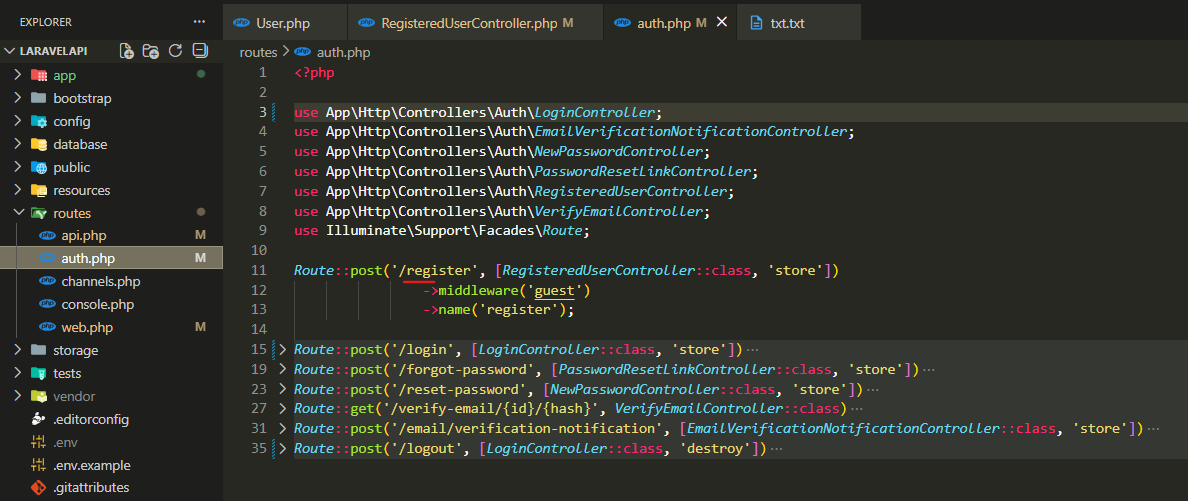 EXPLORER ...
User.php
RegisteredUserController.php M
auth.php M
txt.txt
LARAVELAPI
routes > auth.php
app
bootstrap
config
database
public
resources
routes
api.php M
auth.php M
channels.php
console.php
web.php M
storage
tests
vendor
.editorconfig
.env
.env.example
.gitattributes
1 <?php
2
3 use App\Http\Controllers\Auth\LoginController;
4 use App\Http\Controllers\Auth\EmailVerificationNotificationController;
5 use App\Http\Controllers\Auth\NewPasswordController;
6 use App\Http\Controllers\Auth\PasswordResetLinkController;
7 use App\Http\Controllers\Auth\RegisteredUserController;
8 use App\Http\Controllers\Auth\VerifyEmailController;
9 use Illuminate\Support\Facades\Route;
10
11 Route::post('/register', [RegisteredUserController::class, 'store'])
12 ->middleware('guest')
13 ->name('register');
14
15 > Route::post('/login', [LoginController::class, 'store']) ...
19 > Route::post('/forgot-password', [PasswordResetLinkController::class, 'store']) ...
23 > Route::post('/reset-password', [NewPasswordController::class, 'store']) ...
27 > Route::get('/verify-email/{id}/{hash}', VerifyEmailController::class) ...
31 > Route::post('/email/verification-notification', [EmailVerificationNotificationController::class, 'store']) ...
35 > Route::post('/logout', [LoginController::class, 'destroy']) ...